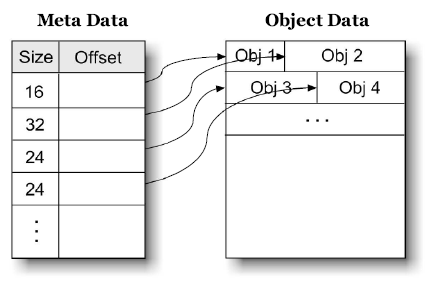 Meta Data
Object Data
Size Offset
16
32
24
24
⋮
Obj 1 Obj 2
Obj 3 Obj 4
...